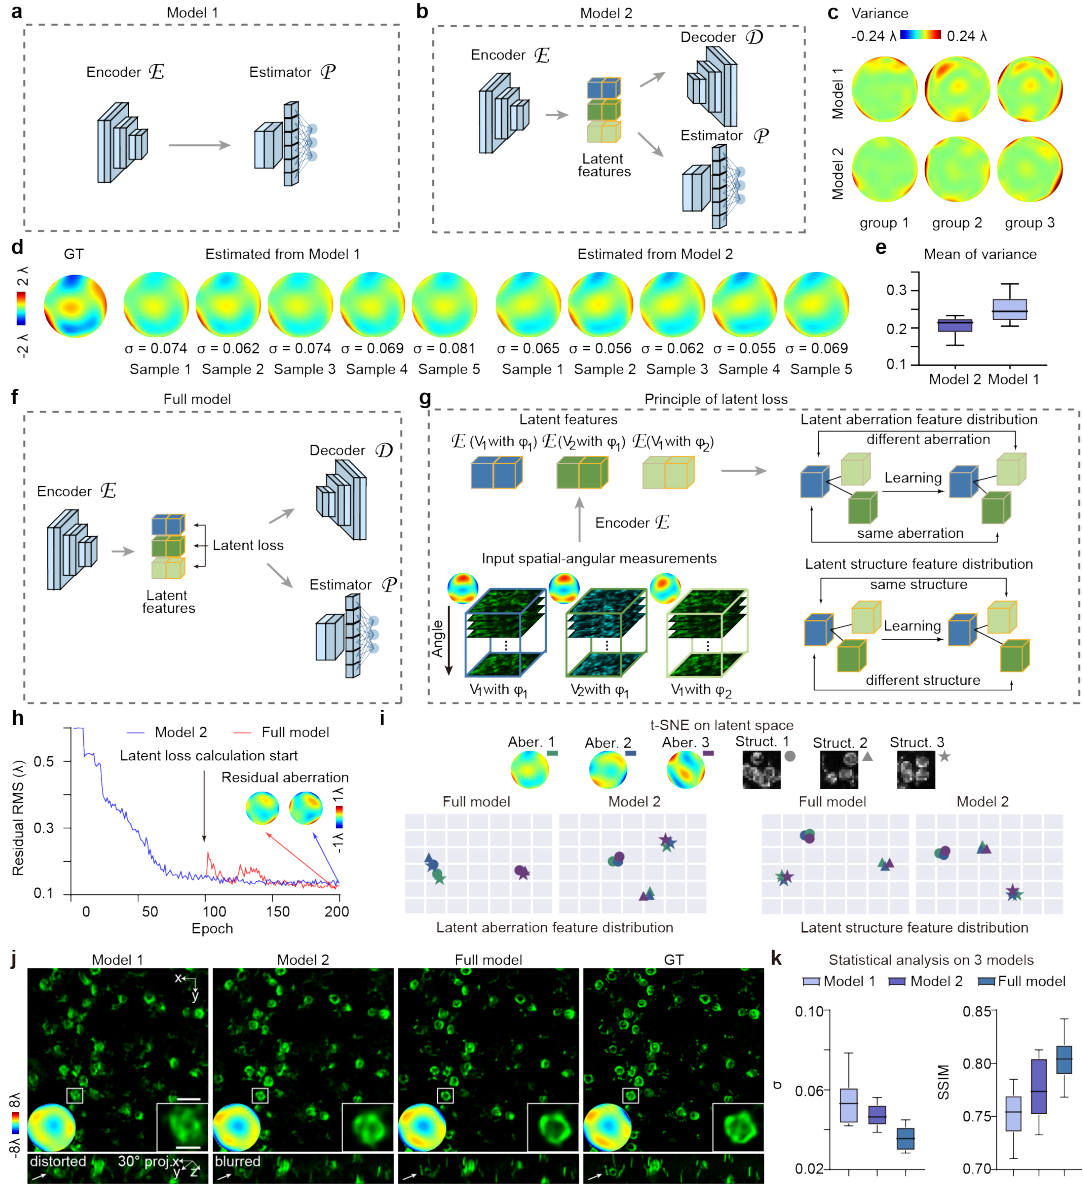 a
Model 1
Encoder ℰ
Estimator 𝒫
b
Model 2
Encoder ℰ
Decoder 𝒟
Estimator 𝒫
Latent
features
c
Variance
-0.24 λ
0.24 λ
Model 1
Model 2
group 1
group 2
group 3
d
GT
Estimated from Model 1
Estimated from Model 2
2 λ
-2 λ
σ = 0.074
σ = 0.062
σ = 0.074
σ = 0.069
σ = 0.081
σ = 0.065
σ = 0.056
σ = 0.062
σ = 0.055
σ = 0.069
Sample 1
Sample 2
Sample 3
Sample 4
Sample 5
Sample 1
Sample 2
Sample 3
Sample 4
Sample 5
e
Mean of variance
0.3
0.2
0.1
Model 2
Model 1
f
Full model
Encoder ℰ
Decoder 𝒟
Latent loss
Latent
features
Estimator 𝒫
g
Principle of latent loss
Latent features
ℰ (V1 with φ1)
ℰ (V2 with φ1)
ℰ (V1 with φ2)
Encoder ℰ
Input spatial-angular measurements
Angle
V1 with φ1
V2 with φ1
V1 with φ2
Latent aberration feature distribution
different aberration
Learning
same aberration
Latent structure feature distribution
same structure
Learning
different structure
h
Model 2
Full model
Latent loss calculation start
Residual aberration
1λ
-1λ
Residual RMS (λ)
0.5
0.3
0.1
0
50
100
150
200
Epoch
i
t-SNE on latent space
Aber. 1
Aber. 2
Aber. 3
Struct. 1
Struct. 2
Struct. 3
Full model
Model 2
Full model
Model 2
Latent aberration feature distribution
Latent structure feature distribution
j
Model 1
Model 2
Full model
GT
x
y
8λ
-8λ
distorted
30° proj.
x
y
z
blurred
k
Statistical analysis on 3 models
Model 1
Model 2
Full model
σ
0.10
0.06
0.02
SSIM
0.80
0.75
0.70